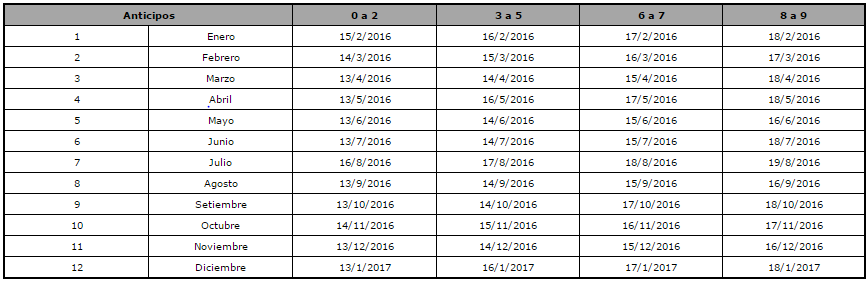 Anticipos 0 a 2 3 a 5 6 a 7 8 a 9
1 Enero 15/2/2016 16/2/2016 17/2/2016 18/2/2016
2 Febrero 14/3/2016 15/3/2016 16/3/2016 17/3/2016
3 Marzo 13/4/2016 14/4/2016 15/4/2016 18/4/2016
4 Abril 13/5/2016 16/5/2016 17/5/2016 18/5/2016
5 Mayo 13/6/2016 14/6/2016 15/6/2016 16/6/2016
6 Junio 13/7/2016 14/7/2016 15/7/2016 18/7/2016
7 Julio 16/8/2016 17/8/2016 18/8/2016 19/8/2016
8 Agosto 13/9/2016 14/9/2016 15/9/2016 16/9/2016
9 Setiembre 13/10/2016 14/10/2016 17/10/2016 18/10/2016
10 Octubre 14/11/2016 15/11/2016 16/11/2016 17/11/2016
11 Noviembre 13/12/2016 14/12/2016 15/12/2016 16/12/2016
12 Diciembre 13/1/2017 16/1/2017 17/1/2017 18/1/2017